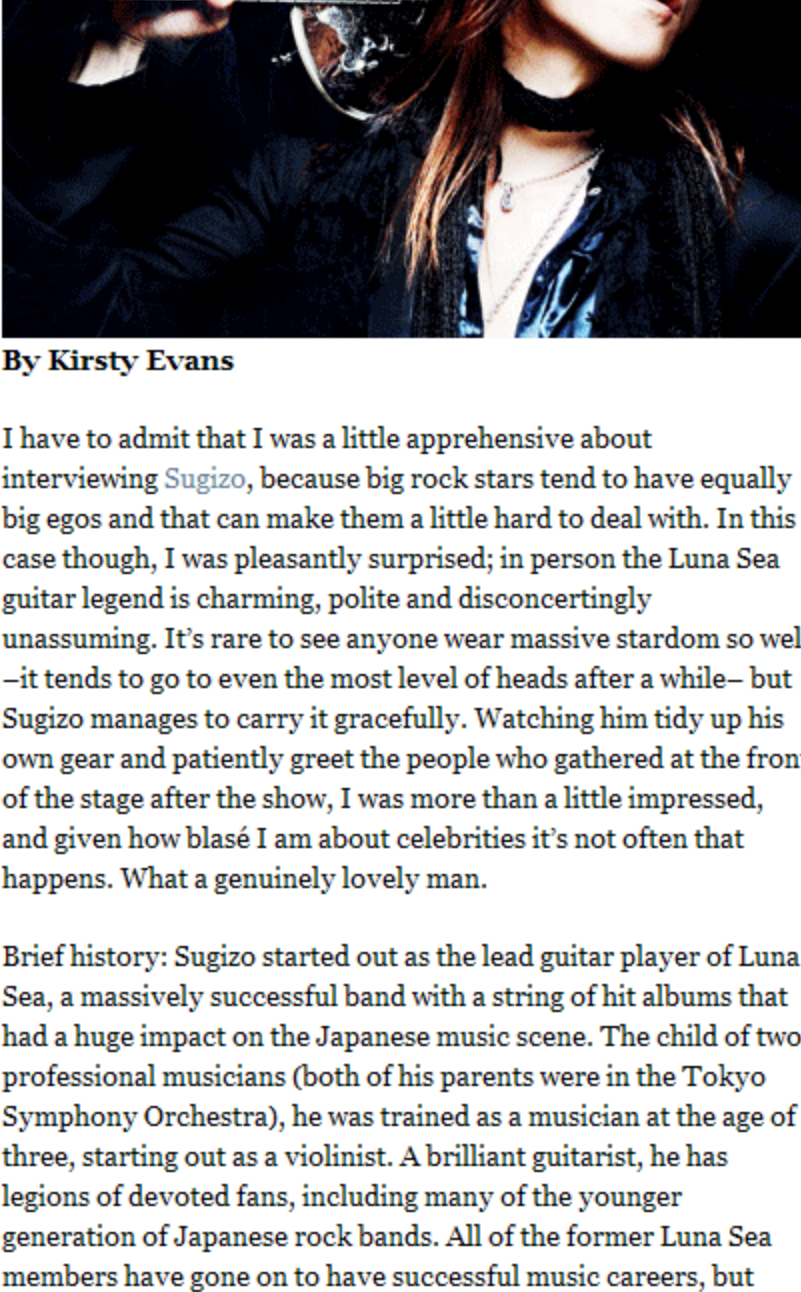 By Kirsty Evans
I have to admit that I was a little apprehensive about
interviewing Sugizo, because big rock stars tend to have equally
big egos and that can make them a little hard to deal with. In this
case though, I was pleasantly surprised; in person the Luna Sea
guitar legend is charming, polite and disconcertingly
unassuming. It’s rare to see anyone wear massive stardom so wel
–it tends to go to even the most level of heads after a while– but
Sugizo manages to carry it gracefully. Watching him tidy up his
own gear and patiently greet the people who gathered at the fron
of the stage after the show, I was more than a little impressed,
and given how blasé I am about celebrities it’s not often that
happens. What a genuinely lovely man.
Brief history: Sugizo started out as the lead guitar player of Luna
Sea, a massively successful band with a string of hit albums that
had a huge impact on the Japanese music scene. The child of two
professional musicians (both of his parents were in the Tokyo
Symphony Orchestra), he was trained as a musician at the age of
three, starting out as a violinist. A brilliant guitarist, he has
legions of devoted fans, including many of the younger
generation of Japanese rock bands. All of the former Luna Sea
members have gone on to have successful music careers, but